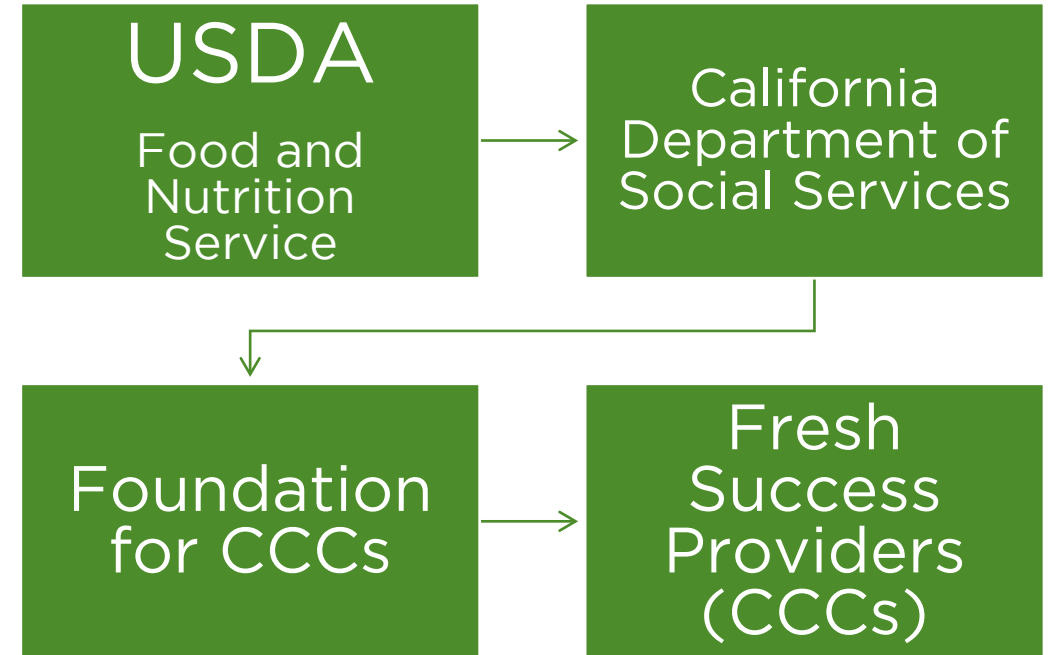 USDA
Food and
Nutrition
Service
California
Department of
Social Services
Foundation
for CCCs
Fresh
Success
Providers
(CCCs)